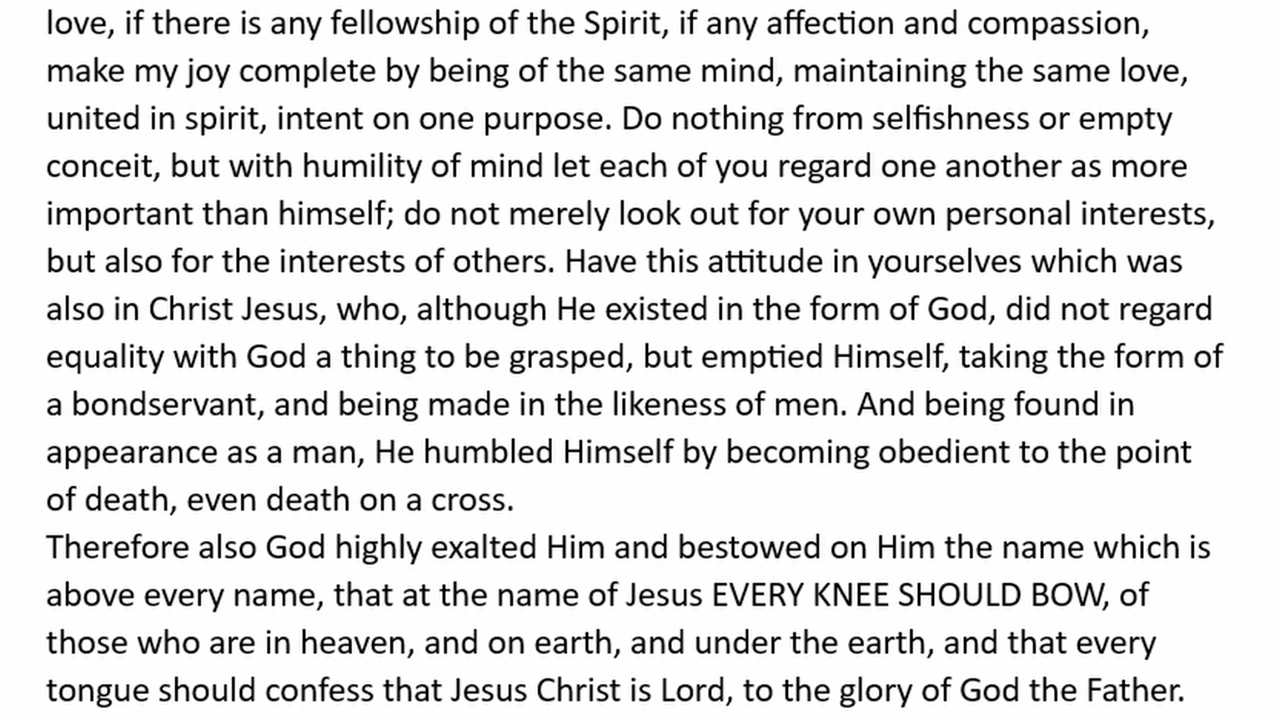 love, if there is any fellowship of the Spirit, if any affection and compassion,
make my joy complete by being of the same mind, maintaining the same love,
united in spirit, intent on one purpose. Do nothing from selfishness or empty
conceit, but with humility of mind let each of you regard one another as more
important than himself; do not merely look out for your own personal interests,
but also for the interests of others. Have this attitude in yourselves which was
also in Christ Jesus, who, although He existed in the form of God, did not regard
equality with God a thing to be grasped, but emptied Himself, taking the form of
a bondservant, and being made in the likeness of men. And being found in
appearance as a man, He humbled Himself by becoming obedient to the point
of death, even death on a cross.
Therefore also God highly exalted Him and bestowed on Him the name which is
above every name, that at the name of Jesus EVERY KNEE SHOULD BOW, of
those who are in heaven, and on earth, and under the earth, and that every
tongue should confess that Jesus Christ is Lord, to the glory of God the Father.